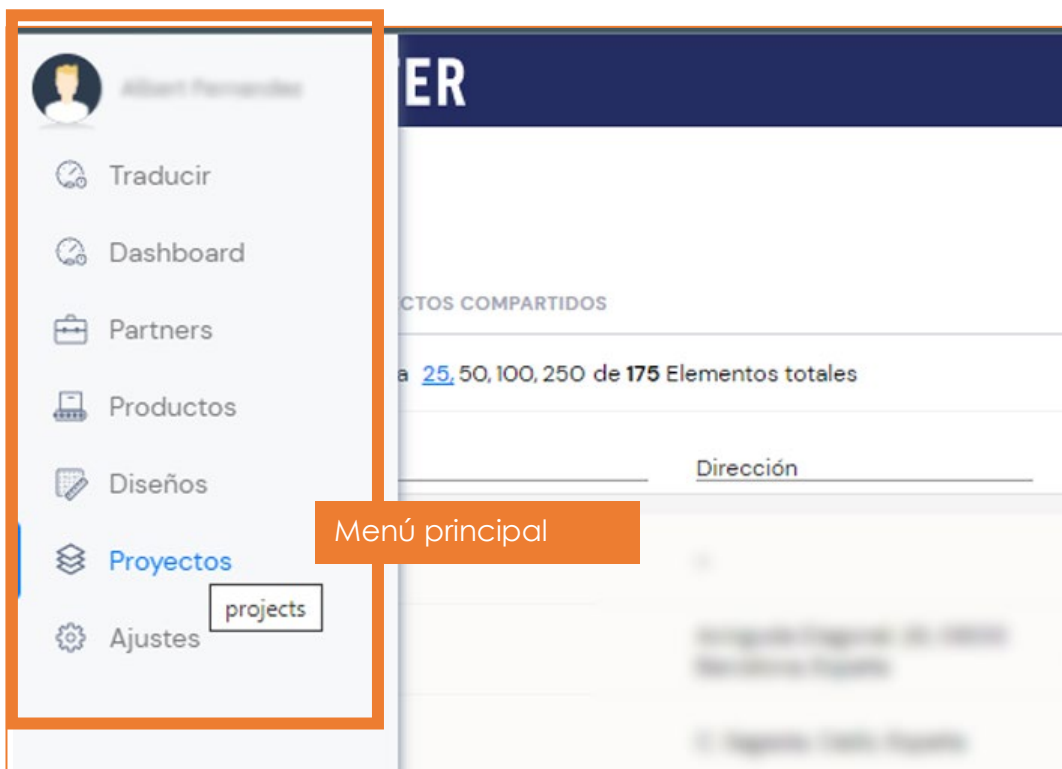 TER
Traducir
Dashboard
Partners
Productos
Diseños
Proyectos
projects
Ajustes
Menú principal
CTOS COMPARTIDOS
a 25, 50, 100, 250 de 175 Elementos totales
Dirección